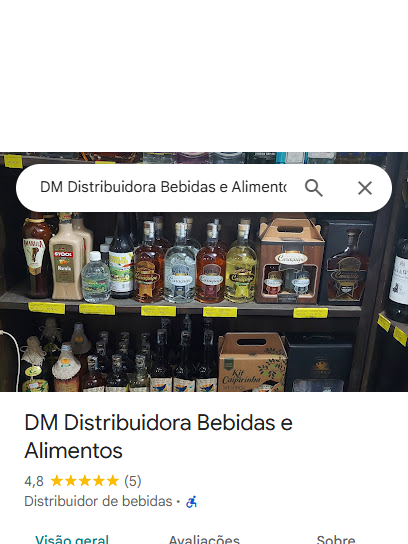 DM Distribuidora Bebidas e Alimento
AMARULA
STOCK
Kit
Caipirinha
DM Distribuidora Bebidas e
Alimentos
4,8 ★★★★★ (5)
Distribuidor de bebidas ·
Visão geral
Avaliações
Sobre